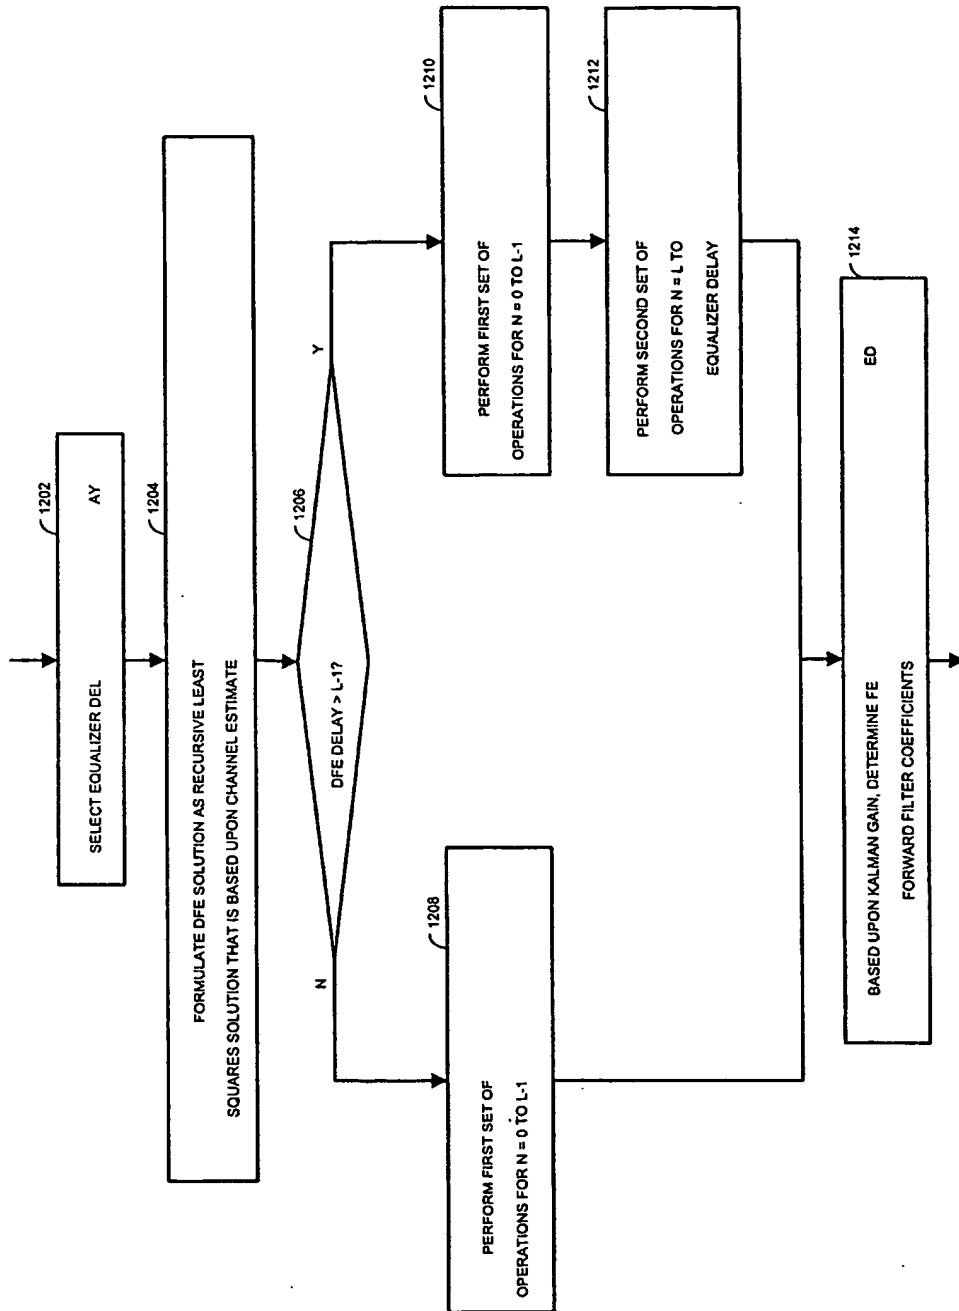 1202
SELECT EQUALIZER DEL AY
1204
FORMULATE DFE SOLUTION AS RECURSIVE LEAST
SQUARES SOLUTION THAT IS BASED UPON CHANNEL ESTIMATE
1206
DFE DELAY > L-1?
N
Y
1208
PERFORM FIRST SET OF
OPERATIONS FOR N = 0 TO L-1
1210
PERFORM FIRST SET OF
OPERATIONS FOR N = 0 TO L-1
1212
PERFORM SECOND SET OF
OPERATIONS FOR N = L TO
EQUALIZER DELAY
1214
BASED UPON KALMAN GAIN, DETERMINE FE ED
FORWARD FILTER COEFFICIENTS